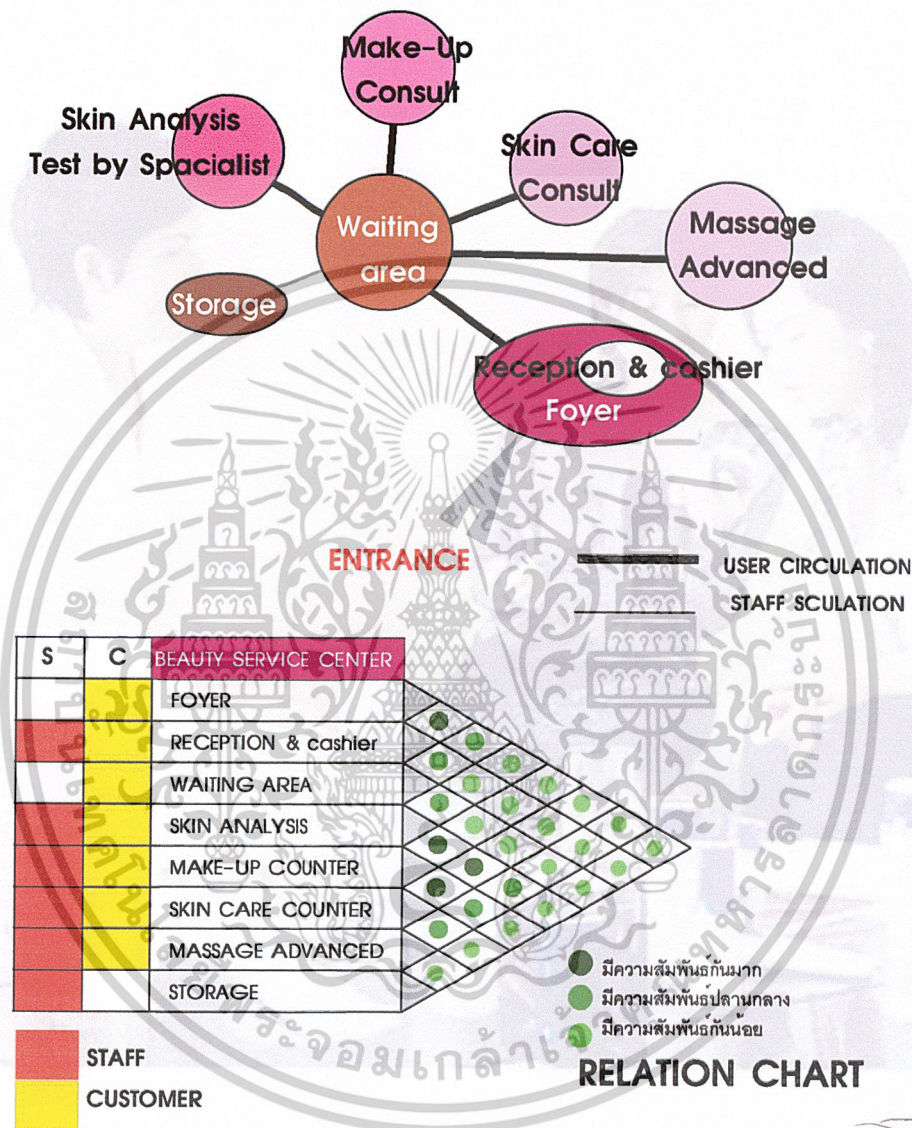 Make-Up
Consult
Skin Analysis
Test by Spacialist
Skin Care
Consult
Waiting
area
Massage
Advanced
Storage
Reception & cashier
Foyer
ENTRANCE
USER CIRCULATION
STAFF SCULATION
S C BEAUTY SERVICE CENTER
FOYER
RECEPTION & cashier
WAITING AREA
SKIN ANALYSIS
MAKE-UP COUNTER
SKIN CARE COUNTER
MASSAGE ADVANCED
STORAGE
มีความสัมพันธ์กันมาก
มีความสัมพันธ์ปลานกลาง
มีความสัมพันธ์กันน้อย
RELATION CHART
STAFF
CUSTOMER